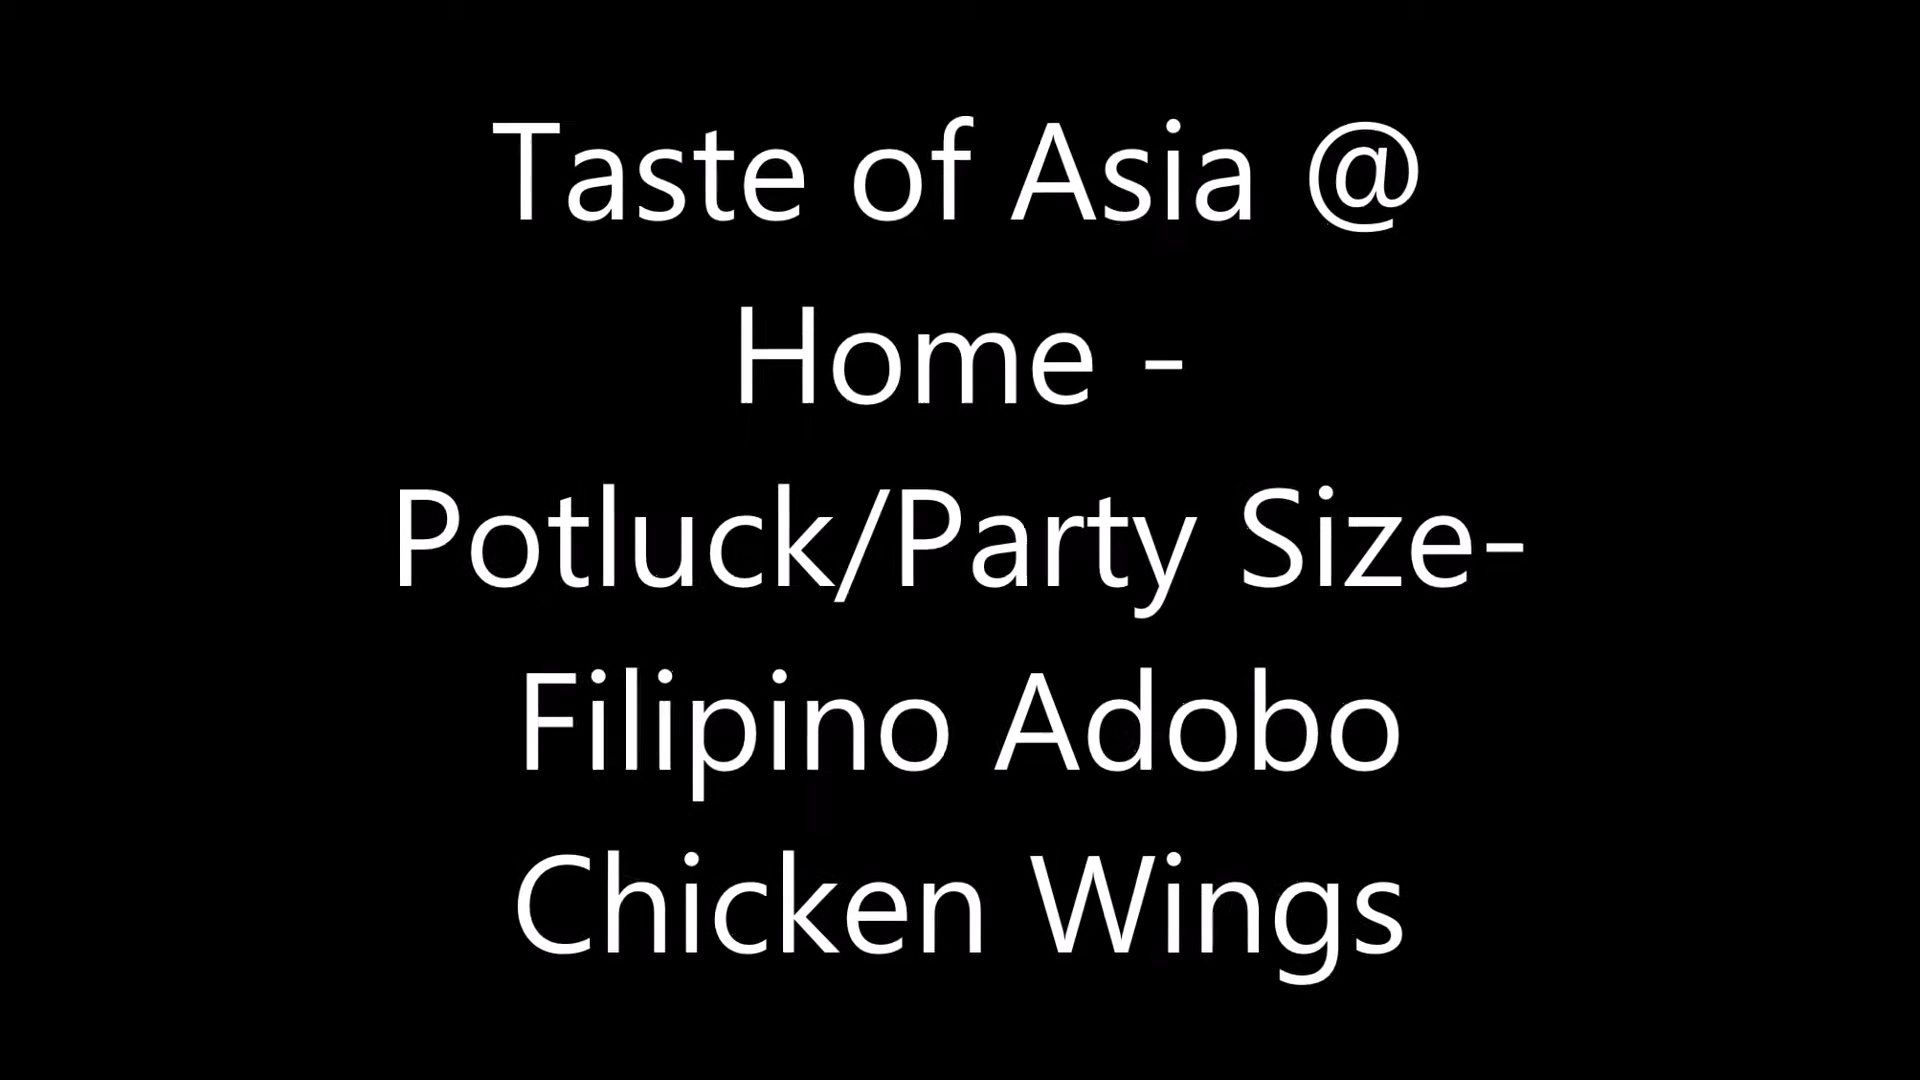 Taste of Asia @
Home -
Potluck/Party Size-
Filipino Adobo
Chicken Wings